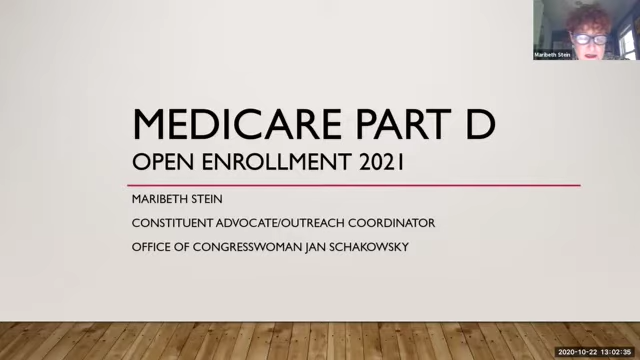 Maribeth Stein
MEDICARE PART D
OPEN ENROLLMENT 2021
MARIBETH STEIN
CONSTITUENT ADVOCATE/OUTREACH COORDINATOR
OFFICE OF CONGRESSWOMAN JAN SCHAKOWSKY
2020-10-22 13:02:35